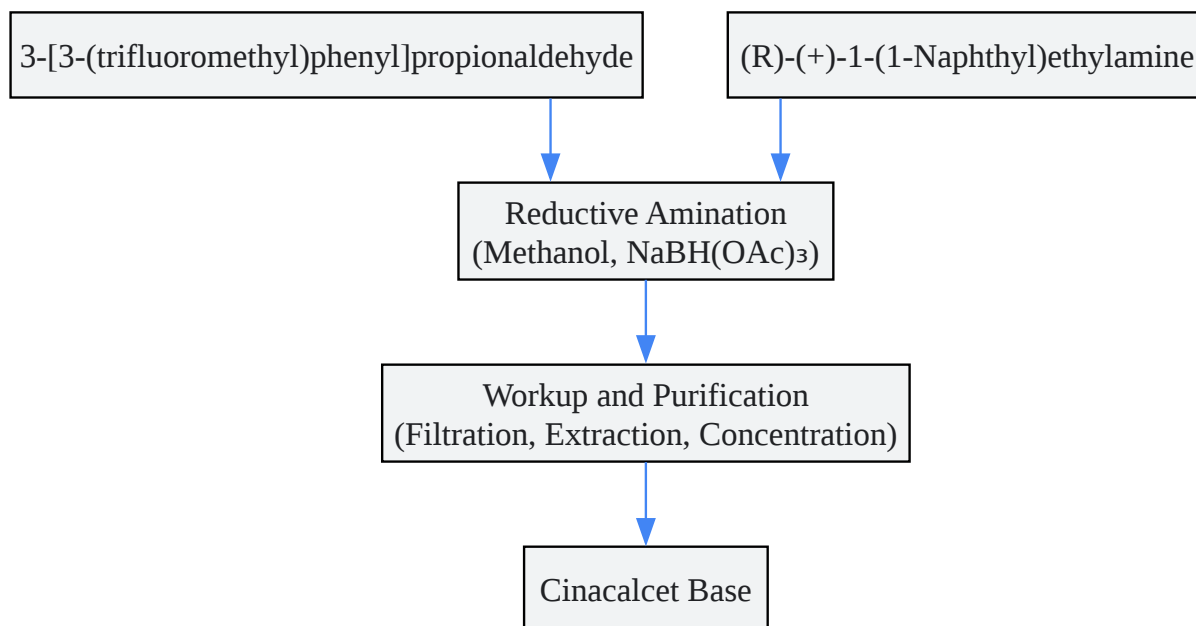 3-[3-(trifluoromethyl)phenyl]propionaldehyde
(R)-(+)-1-(1-Naphthyl)ethylamine
Reductive Amination
(Methanol, NaBH(OAc)₃)
Workup and Purification
(Filtration, Extraction, Concentration)
Cinacalcet Base